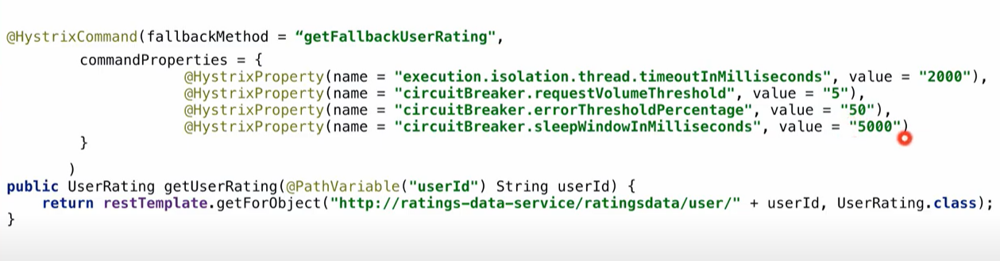 @HystrixCommand(fallbackMethod = “getFallbackUserRating",
commandProperties = {
@HystrixProperty(name = "execution.isolation.thread.timeoutInMilliseconds", value = "2000"),
@HystrixProperty(name = "circuitBreaker.requestVolumeThreshold", value = "5"),
@HystrixProperty(name = "circuitBreaker.errorThresholdPercentage", value = "50"),
@HystrixProperty(name = "circuitBreaker.sleepWindowInMilliseconds", value = "5000")
}
)
public UserRating getUserRating(@PathVariable("userId") String userId) {
return restTemplate.getForObject("http://ratings-data-service/ratingsdata/user/" + userId, UserRating.class);
}